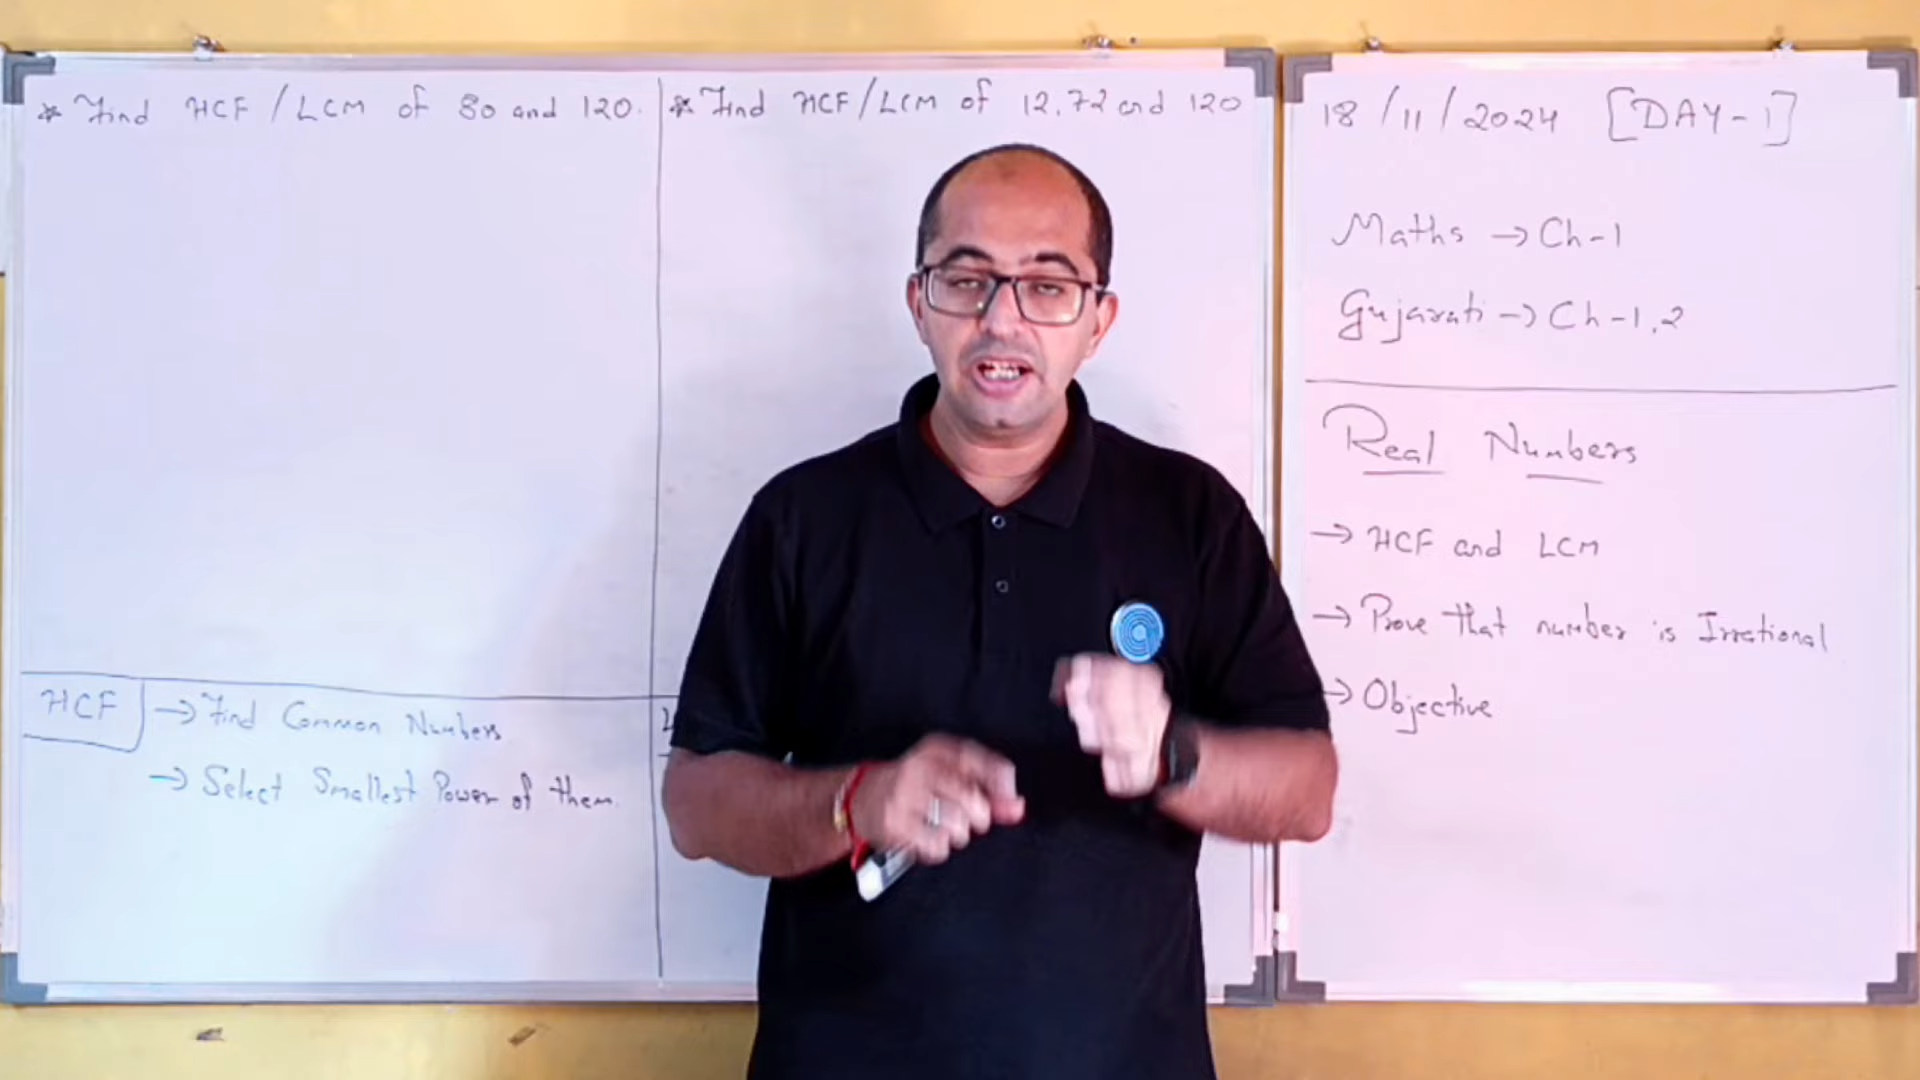 * Find HCF / LCM of 80 and 120.
* Find HCF / LCM of 12, 72 and 120
HCF → Find Common Numbers
→ Select Smallest Power of them.
18 / 11 / 2024 [DAY-1]
Maths → Ch-1
Gujarati → Ch-1,2
Real Numbers
→ HCF and LCM
→ Prove that number is Irrational
→ Objective